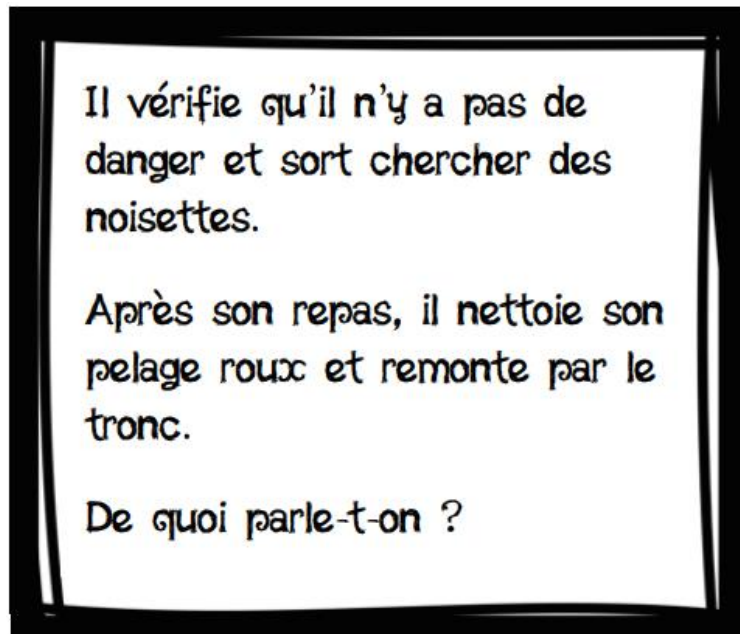 Il vérifie qu'il n'y a pas de
danger et sort chercher des
noisettes.
Après son repas, il nettoie son
pelage roux et remonte par le
tronc.
De quoi parle-t-on ?